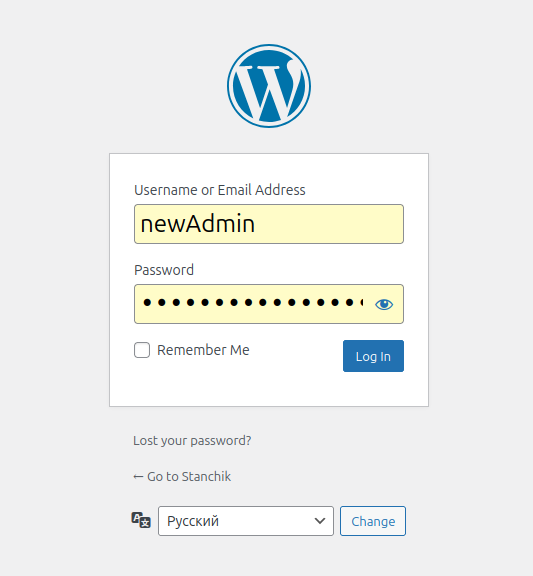 Username or Email Address
newAdmin
Password
Remember Me
Log In
Lost your password?
← Go to Stanchik
Русский
Change